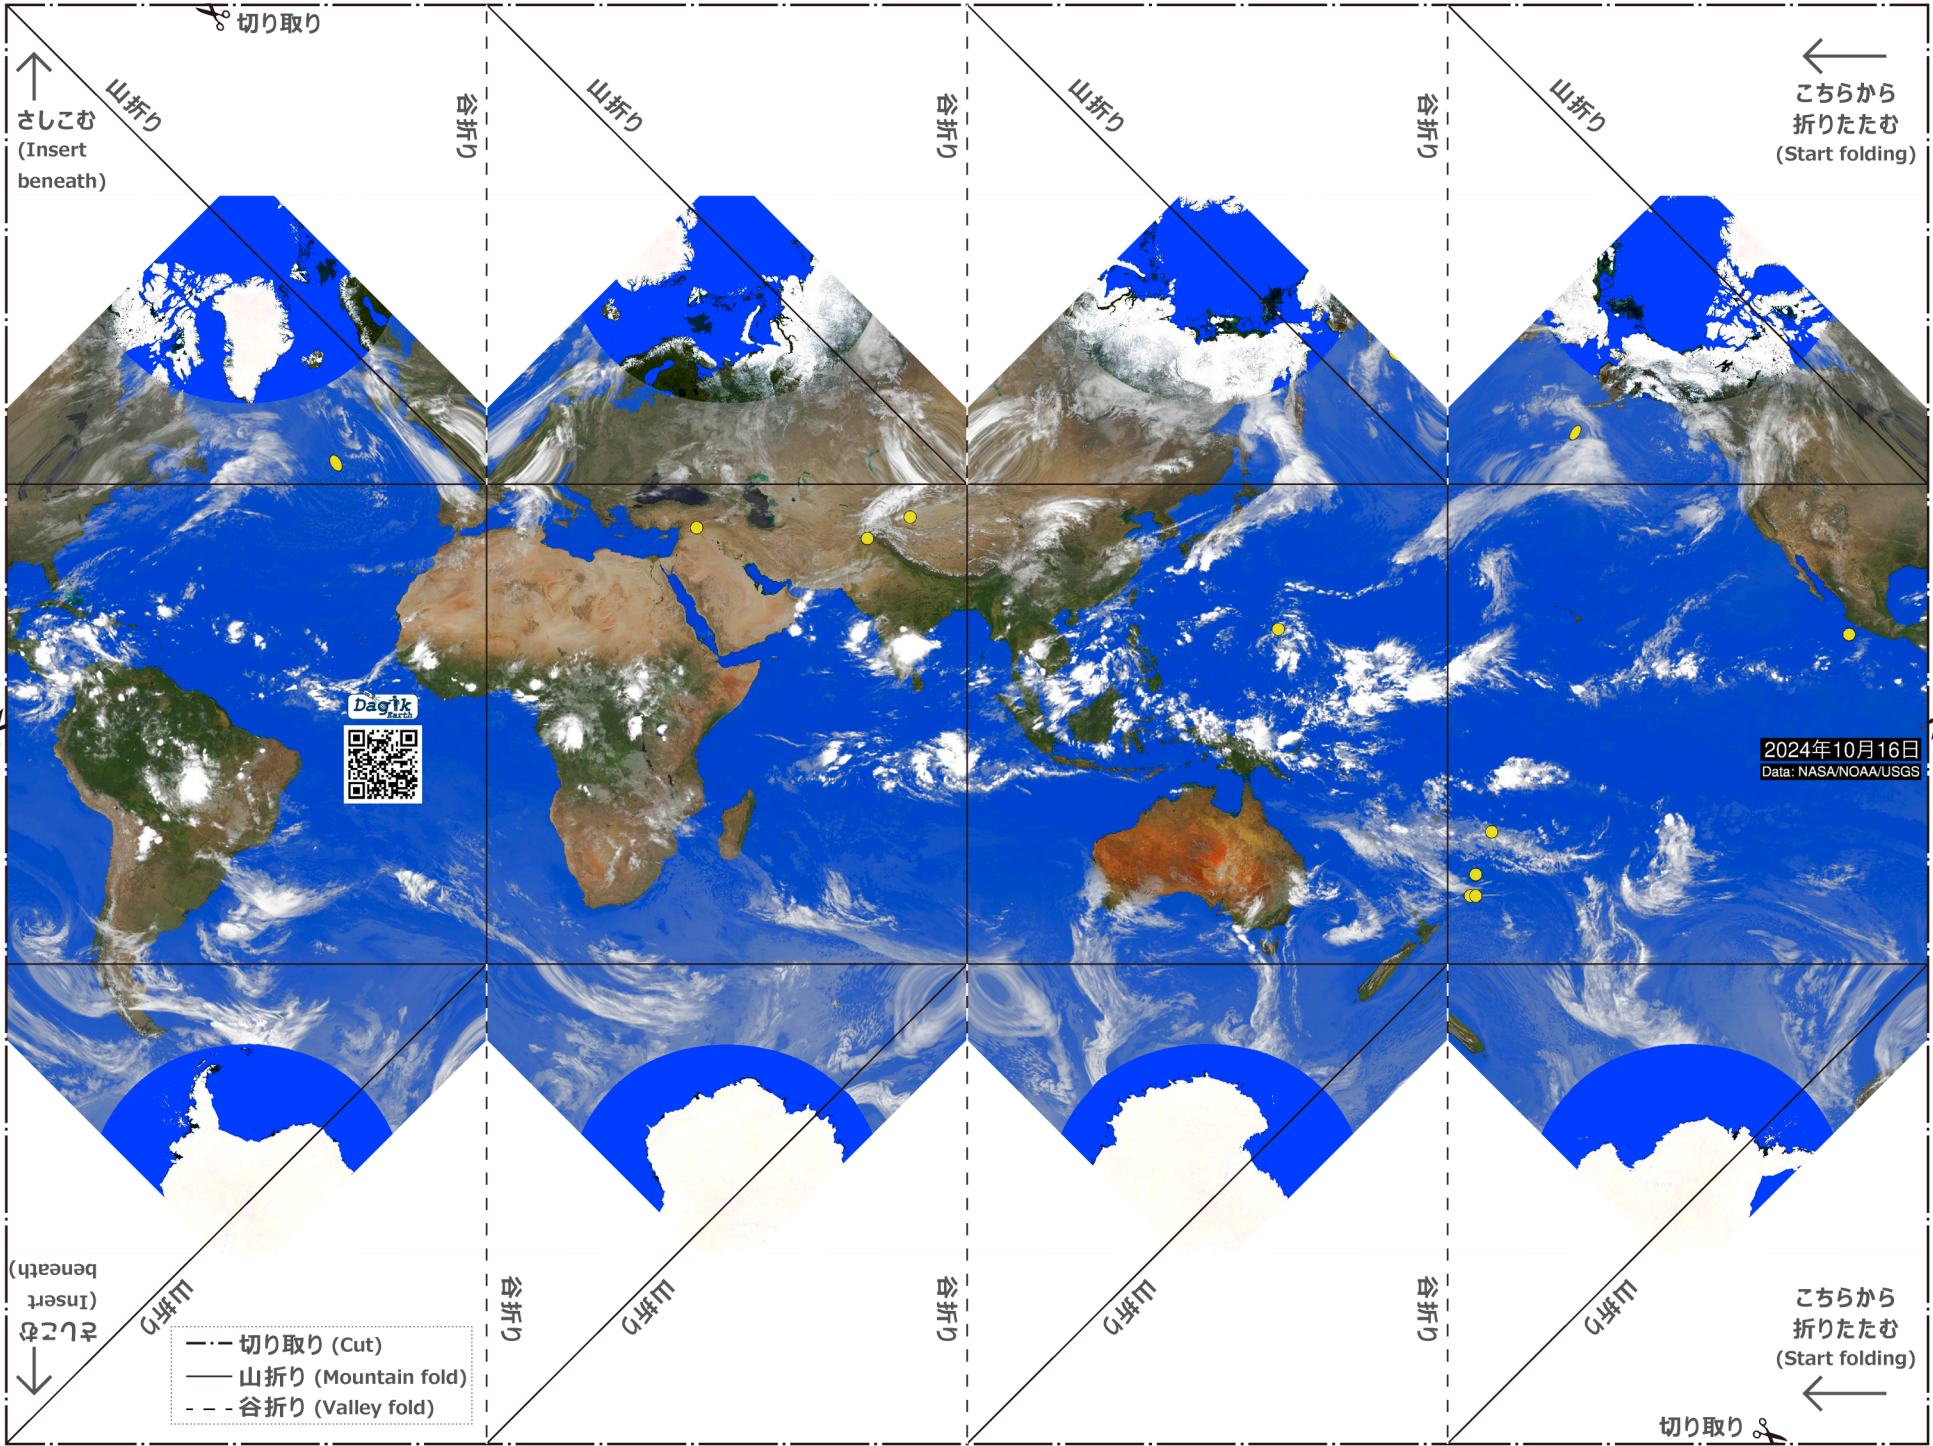 切り取り
山折り
谷折り
山折り
谷折り
山折り
谷折り
山折り
さしこむ
(Insert
beneath)
こちらから
折りたたむ
(Start folding)
Dagik
Earth
2024年10月16日
Data: NASA/NOAA/USGS
さしこむ
(Insert
beneath)
山折り
谷折り
山折り
谷折り
山折り
谷折り
山折り
こちらから
折りたたむ
(Start folding)
切り取り (Cut)
山折り (Mountain fold)
谷折り (Valley fold)
切り取り